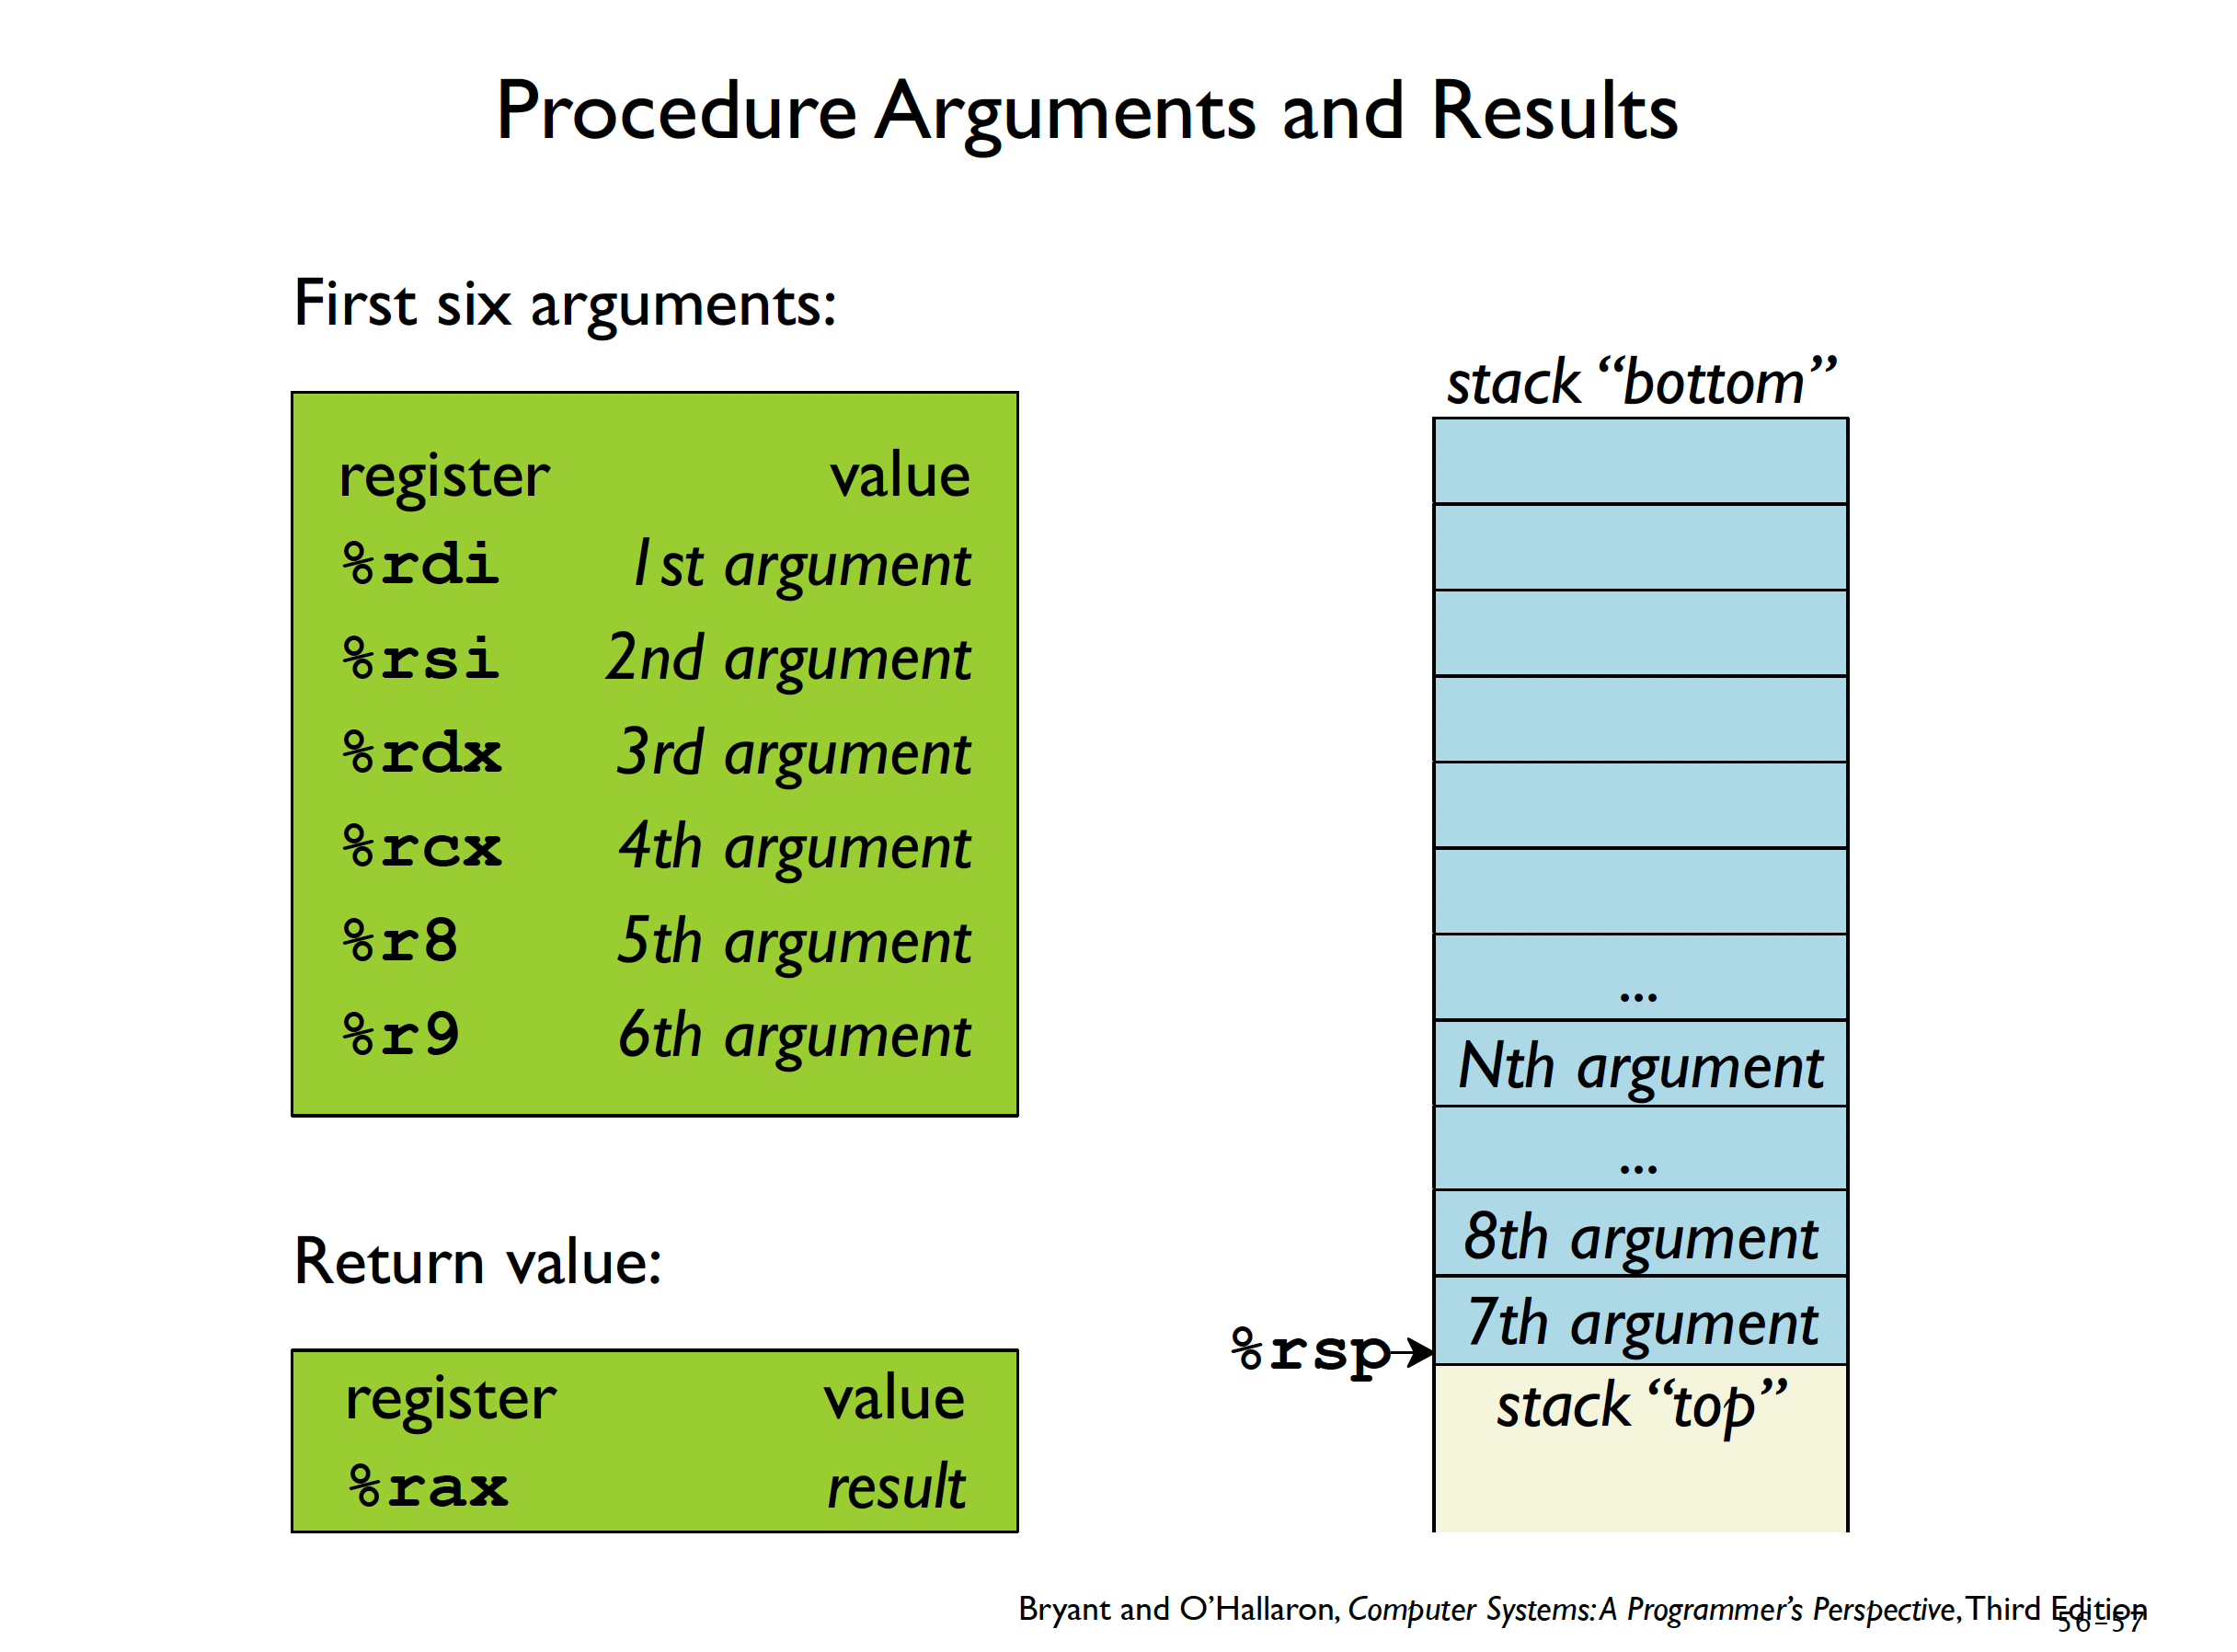 Procedure Arguments and Results
First six arguments:
register value
%rdi 1st argument
%rsi 2nd argument
%rdx 3rd argument
%rcx 4th argument
%r8 5th argument
%r9 6th argument
Return value:
register value
%rax result
stack “bottom”
...
Nth argument
...
8th argument
7th argument
%rsp
stack “top”
Bryant and O’Hallaron, Computer Systems: A Programmer’s Perspective, Third Edition
56–57